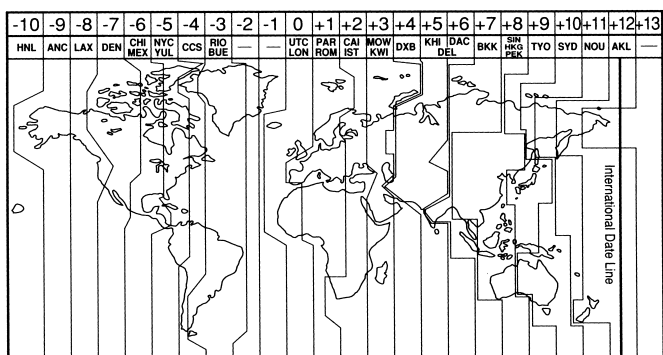 -10 -9 -8 -7 -6 -5 -4 -3 -2 -1 0 +1 +2 +3 +4 +5 +6 +7 +8 +9 +10 +11 +12 +13
HNL ANC LAX DEN CHI MEX NYC YUL CCS RIO BUE — — UTC LON PAR ROM CAI IST MOW KWI DXB KHI DEL DAC BKK SIN HKG PEK TYO SYD NOU AKL —
International Date Line